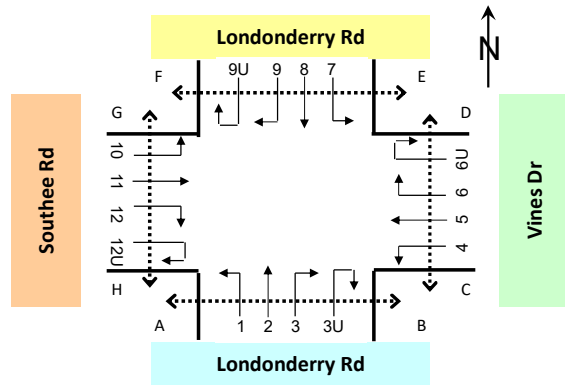 Londonderry Rd
N
F
9U 9 8 7
E
G
D
Southee Rd
10
11
12
12U
6U
6
5
4
Vines Dr
H
C
A
1 2 3 3U
B
Londonderry Rd